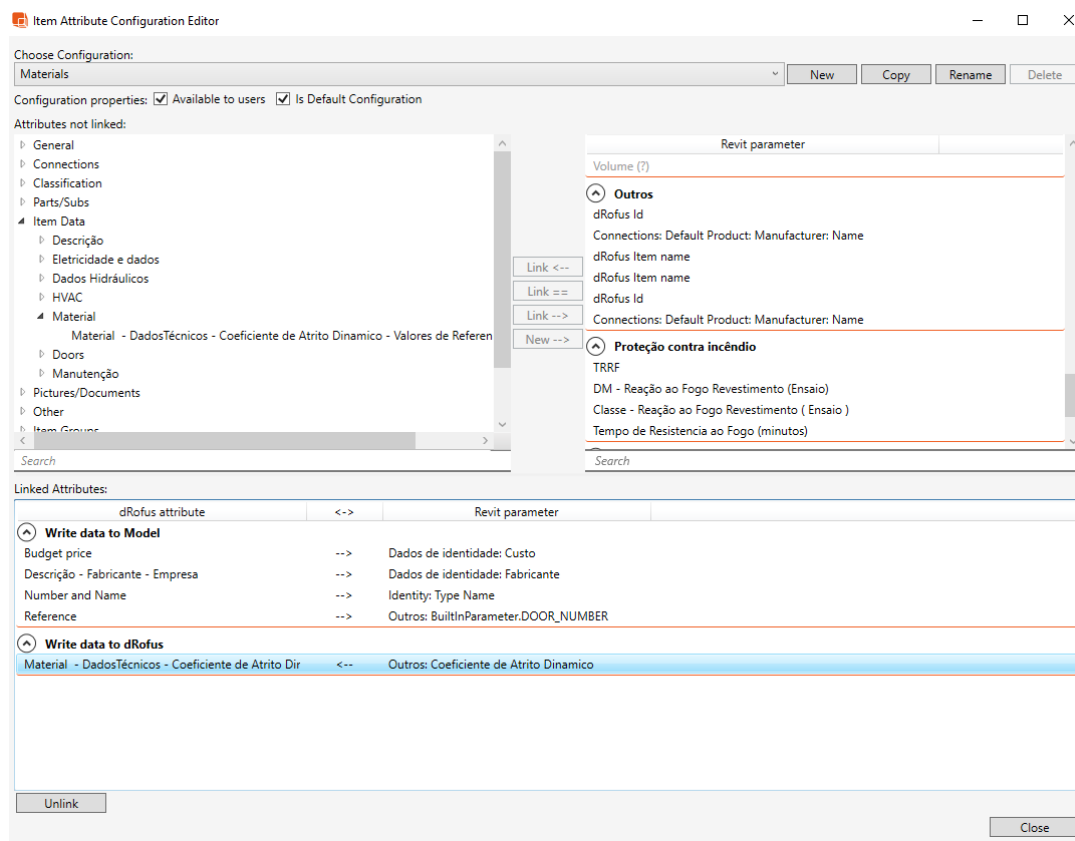 Item Attribute Configuration Editor
Choose Configuration:
Materials
New
Copy
Rename
Delete
Configuration properties:
Available to users
Is Default Configuration
Attributes not linked:
General
Connections
Classification
Parts/Subs
Item Data
Descrição
Eletricidade e dados
Dados Hidráulicos
HVAC
Material
Material - DadosTécnicos - Coeficiente de Atrito Dinamico - Valores de Referen
Doors
Manutenção
Pictures/Documents
Other
Item Groups
Search
Link <--
Link ==
Link -->
New -->
Revit parameter
Volume (?)
Outros
dRofus Id
Connections: Default Product: Manufacturer: Name
dRofus Item name
dRofus Item name
dRofus Id
Connections: Default Product: Manufacturer: Name
Proteção contra incêndio
TRRF
DM - Reação ao Fogo Revestimento (Ensaio)
Classe - Reação ao Fogo Revestimento ( Ensaio )
Tempo de Resistencia ao Fogo (minutos)
Search
Linked Attributes:
dRofus attribute <-> Revit parameter
Write data to Model
Budget price --> Dados de identidade: Custo
Descrição - Fabricante - Empresa --> Dados de identidade: Fabricante
Number and Name --> Identity: Type Name
Reference --> Outros: BuiltInParameter.DOOR_NUMBER
Write data to dRofus
Material - DadosTécnicos - Coeficiente de Atrito Dir <-- Outros: Coeficiente de Atrito Dinamico
Unlink
Close